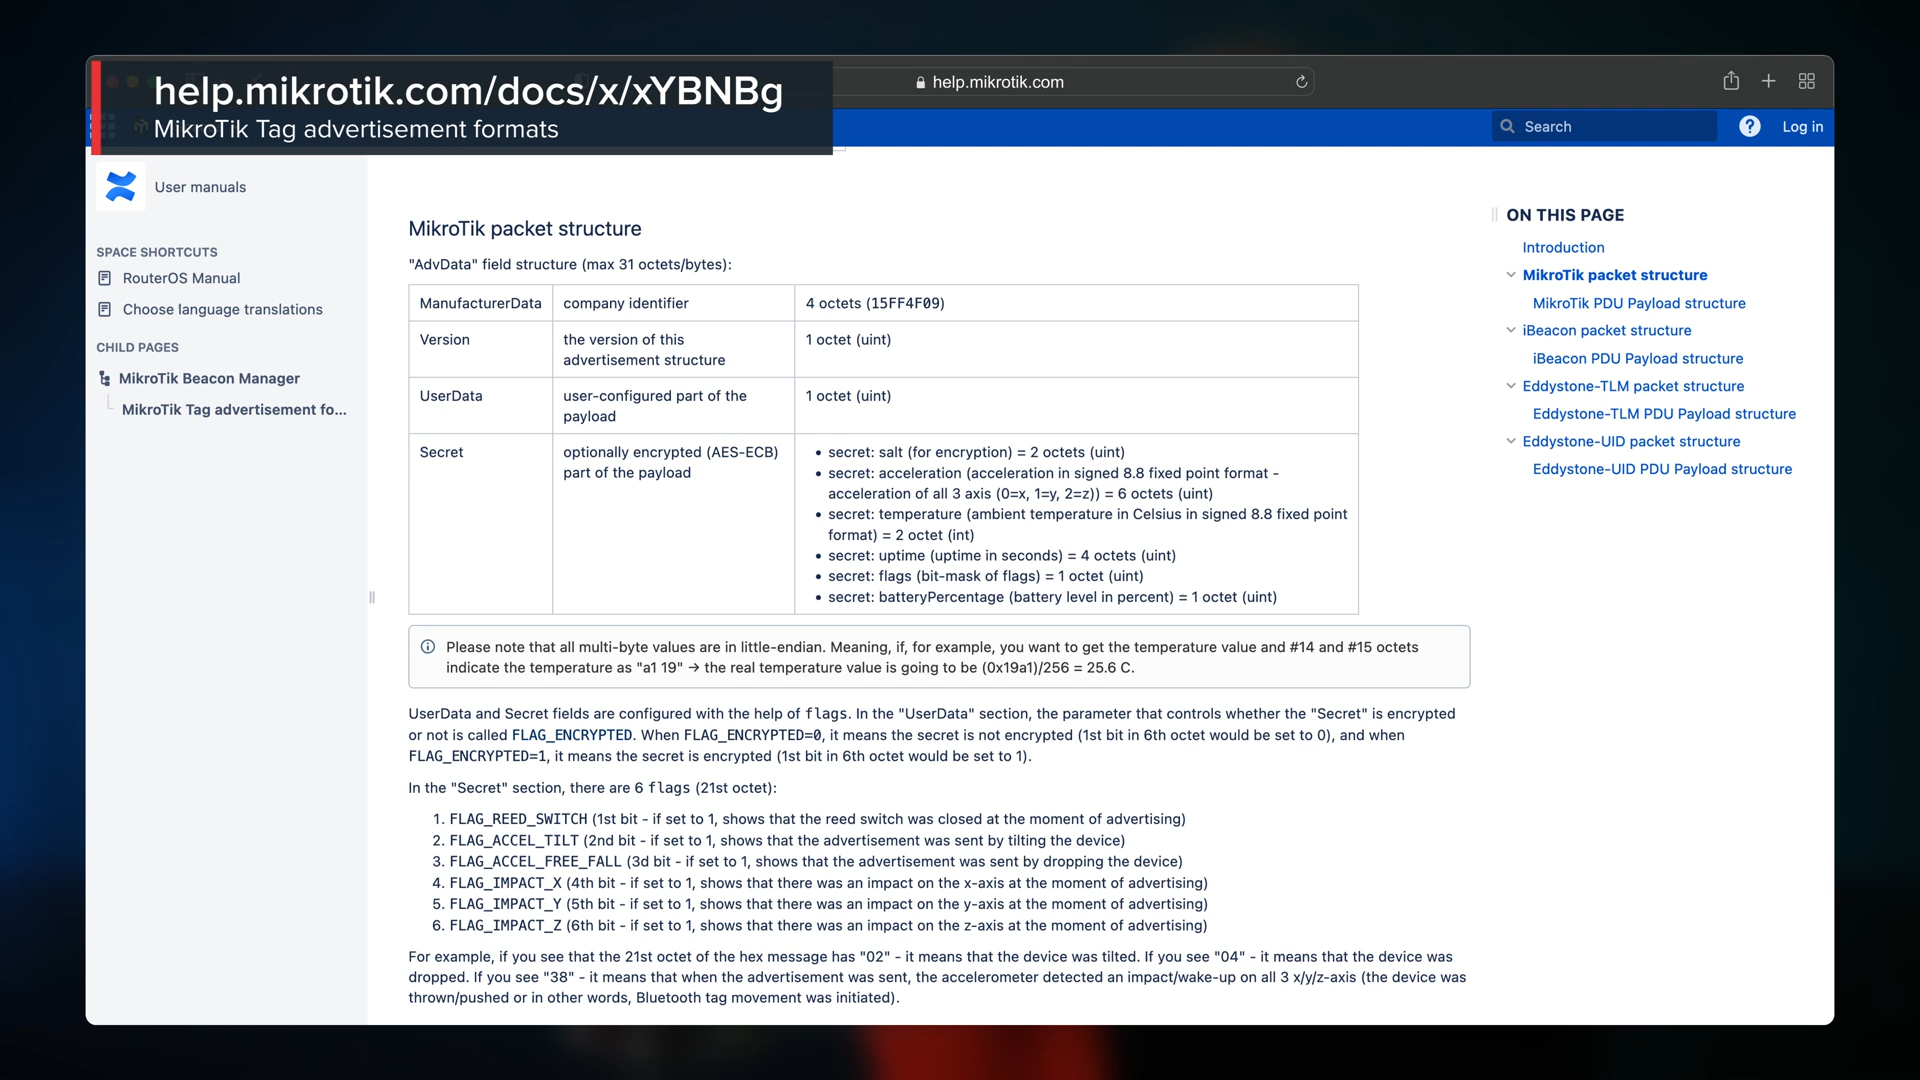 help.mikrotik.com/docs/x/xYBNBg
MikroTik Tag advertisement formats
help.mikrotik.com
Search
?
Log in
User manuals
SPACE SHORTCUTS
RouterOS Manual
Choose language translations
CHILD PAGES
MikroTik Beacon Manager
MikroTik Tag advertisement fo...
MikroTik packet structure
"AdvData" field structure (max 31 octets/bytes):
ManufacturerData company identifier 4 octets (15FF4F09)
Version the version of this 1 octet (uint)
advertisement structure
UserData user-configured part of the 1 octet (uint)
payload
Secret optionally encrypted (AES-ECB)
part of the payload
• secret: salt (for encryption) = 2 octets (uint)
• secret: acceleration (acceleration in signed 8.8 fixed point format -
acceleration of all 3 axis (0=x, 1=y, 2=z)) = 6 octets (uint)
• secret: temperature (ambient temperature in Celsius in signed 8.8 fixed point
format) = 2 octet (int)
• secret: uptime (uptime in seconds) = 4 octets (uint)
• secret: flags (bit-mask of flags) = 1 octet (uint)
• secret: batteryPercentage (battery level in percent) = 1 octet (uint)
Please note that all multi-byte values are in little-endian. Meaning, if, for example, you want to get the temperature value and #14 and #15 octets
indicate the temperature as "a1 19" → the real temperature value is going to be (0x19a1)/256 = 25.6 C.
UserData and Secret fields are configured with the help of flags. In the "UserData" section, the parameter that controls whether the "Secret" is encrypted
or not is called FLAG_ENCRYPTED. When FLAG_ENCRYPTED=0, it means the secret is not encrypted (1st bit in 6th octet would be set to 0), and when
FLAG_ENCRYPTED=1, it means the secret is encrypted (1st bit in 6th octet would be set to 1).
In the "Secret" section, there are 6 flags (21st octet):
1. FLAG_REED_SWITCH (1st bit - if set to 1, shows that the reed switch was closed at the moment of advertising)
2. FLAG_ACCEL_TILT (2nd bit - if set to 1, shows that the advertisement was sent by tilting the device)
3. FLAG_ACCEL_FREE_FALL (3d bit - if set to 1, shows that the advertisement was sent by dropping the device)
4. FLAG_IMPACT_X (4th bit - if set to 1, shows that there was an impact on the x-axis at the moment of advertising)
5. FLAG_IMPACT_Y (5th bit - if set to 1, shows that there was an impact on the y-axis at the moment of advertising)
6. FLAG_IMPACT_Z (6th bit - if set to 1, shows that there was an impact on the z-axis at the moment of advertising)
For example, if you see that the 21st octet of the hex message has "02" - it means that the device was tilted. If you see "04" - it means that the device was
dropped. If you see "38" - it means that when the advertisement was sent, the accelerometer detected an impact/wake-up on all 3 x/y/z-axis (the device was
thrown/pushed or in other words, Bluetooth tag movement was initiated).
ON THIS PAGE
Introduction
MikroTik packet structure
MikroTik PDU Payload structure
iBeacon packet structure
iBeacon PDU Payload structure
Eddystone-TLM packet structure
Eddystone-TLM PDU Payload structure
Eddystone-UID packet structure
Eddystone-UID PDU Payload structure